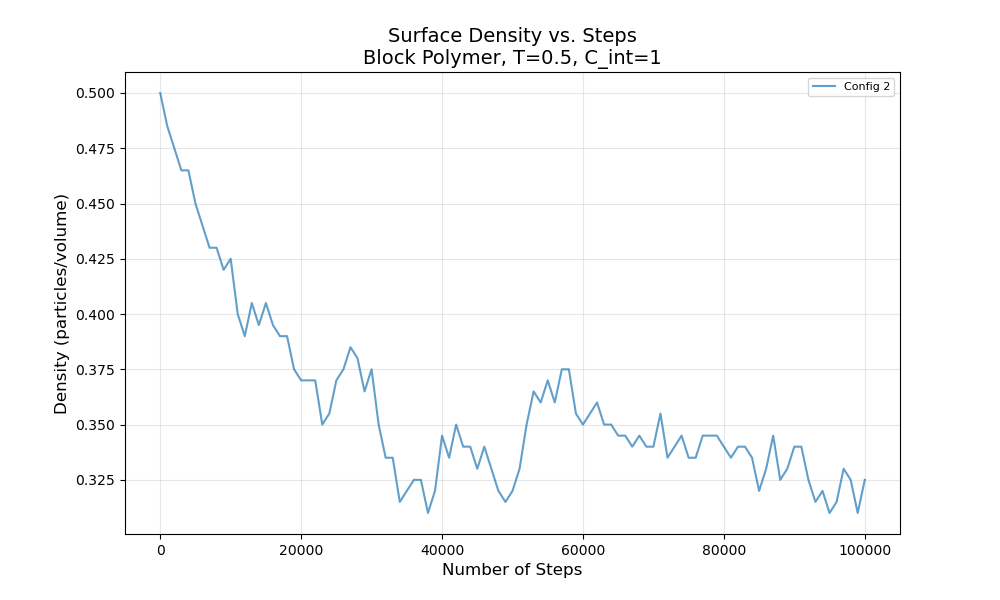 Surface Density vs. Steps
Block Polymer, T=0.5, C_int=1
Config 2
Density (particles/volume)
0.500
0.475
0.450
0.425
0.400
0.375
0.350
0.325
0
20000
40000
60000
80000
100000
Number of Steps